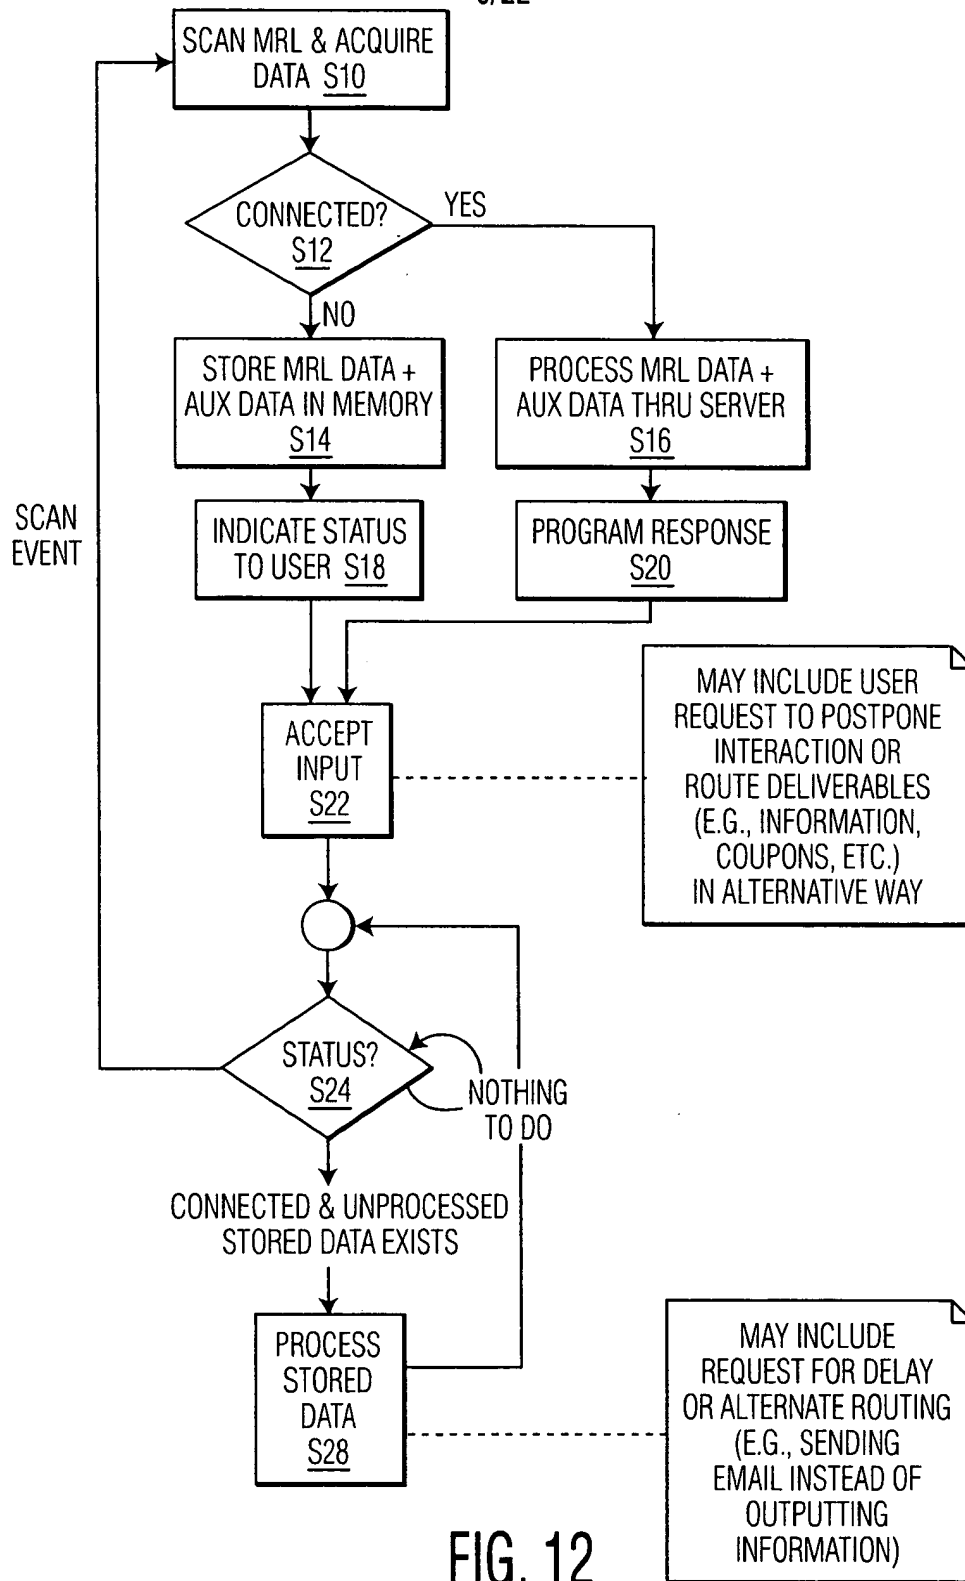 SCAN MRL & ACQUIRE
DATA S10
CONNECTED?
S12
YES
NO
STORE MRL DATA +
AUX DATA IN MEMORY
S14
PROCESS MRL DATA +
AUX DATA THRU SERVER
S16
SCAN
EVENT
INDICATE STATUS
TO USER S18
PROGRAM RESPONSE
S20
ACCEPT
INPUT
S22
MAY INCLUDE USER
REQUEST TO POSTPONE
INTERACTION OR
ROUTE DELIVERABLES
(E.G., INFORMATION,
COUPONS, ETC.)
IN ALTERNATIVE WAY
STATUS?
S24
NOTHING
TO DO
CONNECTED & UNPROCESSED
STORED DATA EXISTS
PROCESS
STORED
DATA
S28
MAY INCLUDE
REQUEST FOR DELAY
OR ALTERNATE ROUTING
(E.G., SENDING
EMAIL INSTEAD OF
OUTPUTTING
INFORMATION)
FIG. 12